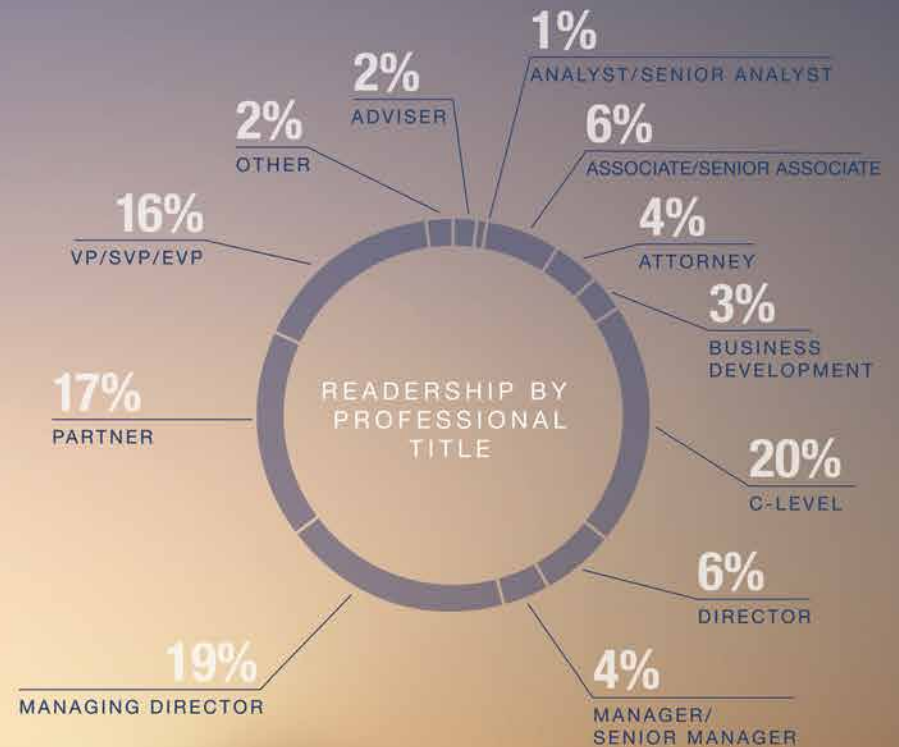 1%
ANALYST/SENIOR ANALYST
2%
ADVISER
2%
OTHER
6%
ASSOCIATE/SENIOR ASSOCIATE
16%
VP/SVP/EVP
4%
ATTORNEY
3%
BUSINESS
DEVELOPMENT
17%
PARTNER
READERSHIP BY
PROFESSIONAL
TITLE
20%
C-LEVEL
6%
DIRECTOR
19%
MANAGING DIRECTOR
4%
MANAGER/
SENIOR MANAGER